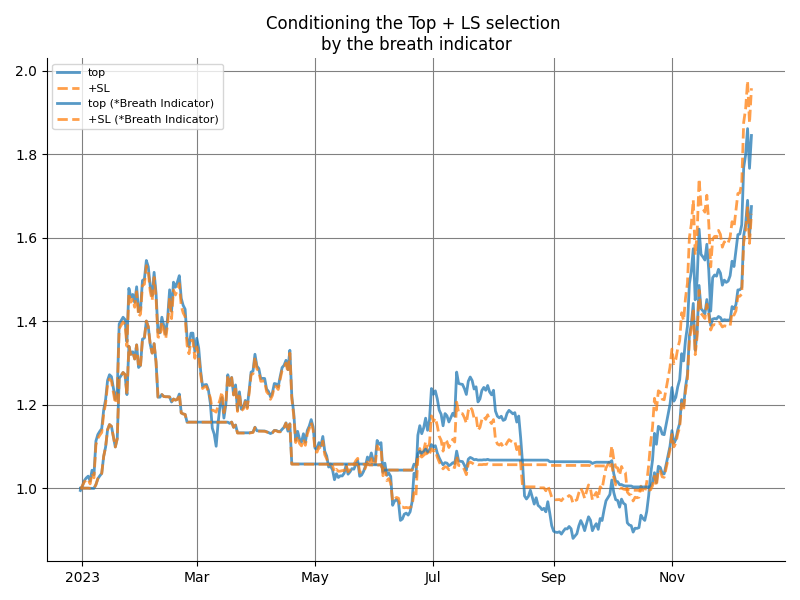 Conditioning the Top + LS selection
by the breath indicator
top
+SL
top (*Breath Indicator)
+SL (*Breath Indicator)
2.0
1.8
1.6
1.4
1.2
1.0
2023
Mar
May
Jul
Sep
Nov